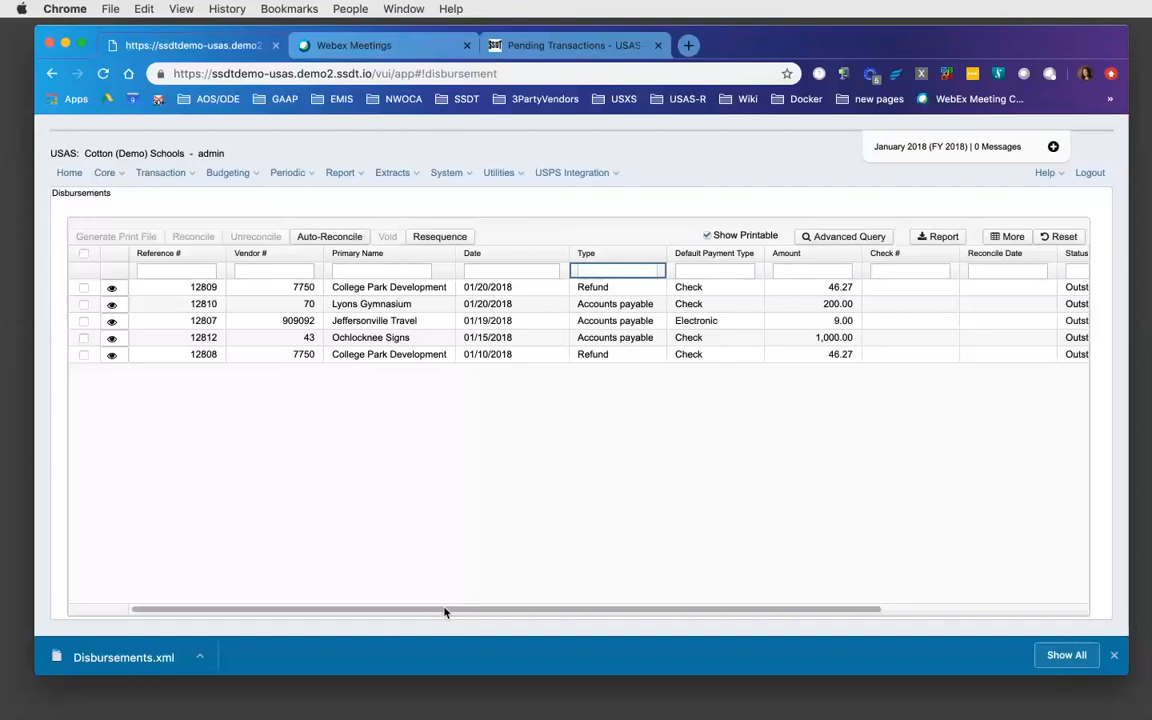 Chrome File Edit View History Bookmarks People Window Help
https://ssdtdemo-usas.demo2 Webex Meetings Pending Transactions - USAS-
https://ssdtdemo-usas.demo2.ssdt.io/vui/app#!disbursement
Apps AOS/ODE GAAP EMIS NWOCA SSDT 3PartyVendors USXS USAS-R Wiki Docker new pages WebEx Meeting C... »
USAS: Cotton (Demo) Schools - admin January 2018 (FY 2018) | 0 Messages
Home Core Transaction Budgeting Periodic Report Extracts System Utilities USPS Integration Help Logout
Disbursements
Generate Print File Reconcile Unreconcile Auto-Reconcile Void Resequence Show Printable Advanced Query Report More Reset
Reference # Vendor # Primary Name Date Type Default Payment Type Amount Check # Reconcile Date Status
12809 7750 College Park Development 01/20/2018 Refund Check 46.27 Outst
12810 70 Lyons Gymnasium 01/20/2018 Accounts payable Check 200.00 Outst
12807 909092 Jeffersonville Travel 01/19/2018 Accounts payable Electronic 9.00 Outst
12812 43 Ochlocknee Signs 01/15/2018 Accounts payable Check 1,000.00 Outst
12808 7750 College Park Development 01/10/2018 Refund Check 46.27 Outst
Disbursements.xml Show All